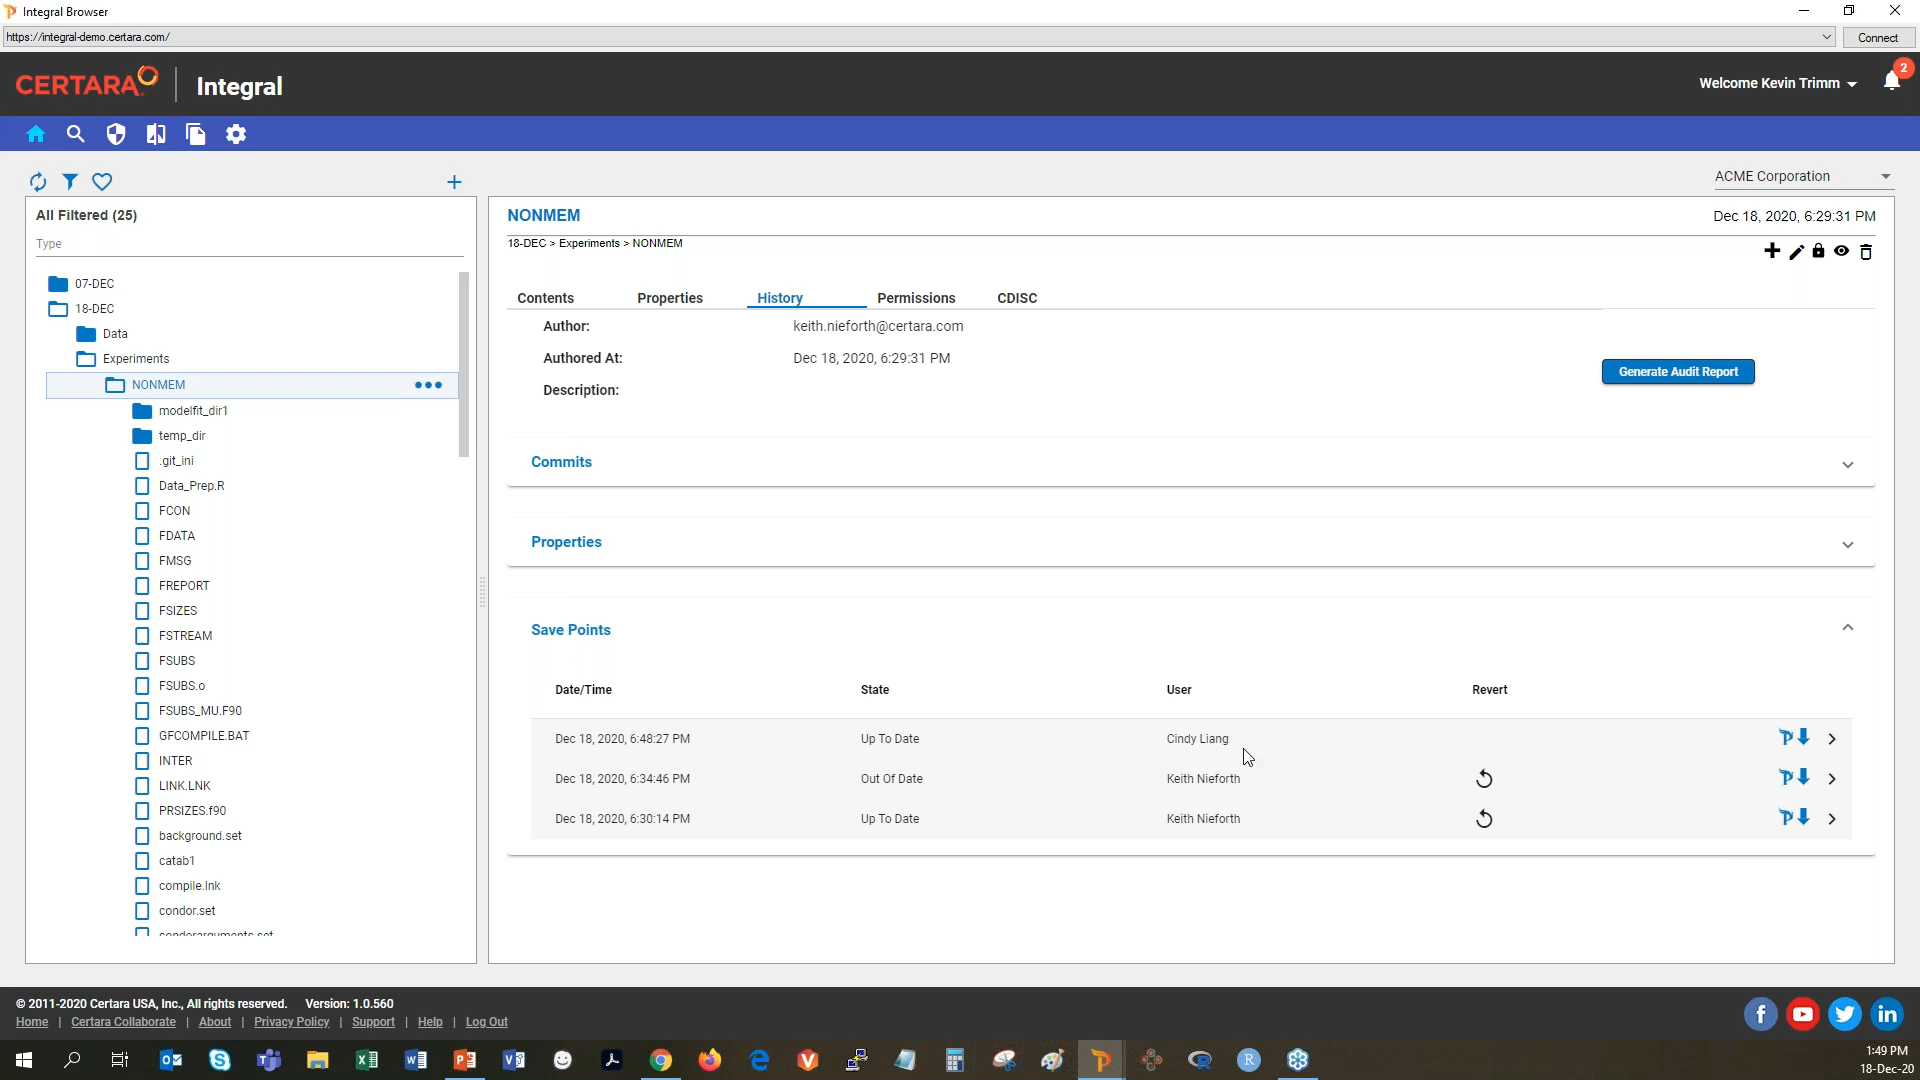 Integral Browser
https://integral-demo.certara.com/
Connect
CERTARA
Integral
Welcome Kevin Trimm
2
ACME Corporation
All Filtered (25)
Type
07-DEC
18-DEC
Data
Experiments
NONMEM
modelfit_dir1
temp_dir
.git_ini
Data_Prep.R
FCON
FDATA
FMSG
FREPORT
FSIZES
FSTREAM
FSUBS
FSUBS.o
FSUBS_MU.F90
GFCOMPILE.BAT
INTER
LINK.LNK
PRSIZES.f90
background.set
catab1
compile.lnk
condor.set
condorarguments.set
NONMEM
Dec 18, 2020, 6:29:31 PM
18-DEC > Experiments > NONMEM
Contents Properties History Permissions CDISC
Author: keith.nieforth@certara.com
Authored At: Dec 18, 2020, 6:29:31 PM
Description:
Generate Audit Report
Commits
Properties
Save Points
Date/Time State User Revert
Dec 18, 2020, 6:48:27 PM Up To Date Cindy Liang
Dec 18, 2020, 6:34:46 PM Out Of Date Keith Nieforth
Dec 18, 2020, 6:30:14 PM Up To Date Keith Nieforth
© 2011-2020 Certara USA, Inc., All rights reserved. Version: 1.0.560
Home | Certara Collaborate | About | Privacy Policy | Support | Help | Log Out
1:49 PM
18-Dec-20